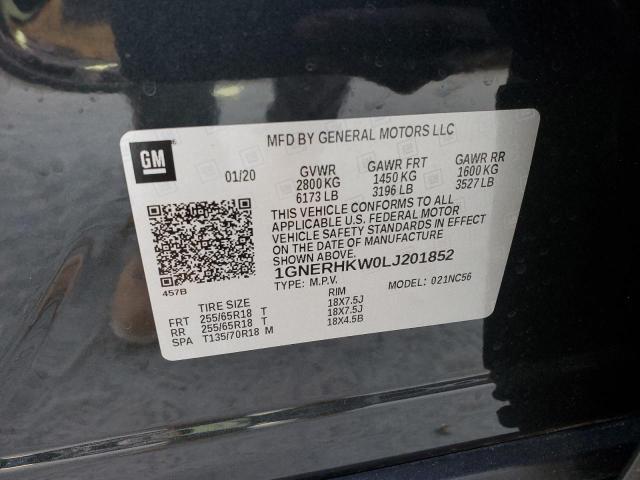 MFD BY GENERAL MOTORS LLC
GM
01/20 GVWR GAWR FRT GAWR RR
2800 KG 1450 KG 1600 KG
6173 LB 3196 LB 3527 LB
THIS VEHICLE CONFORMS TO ALL
APPLICABLE U.S. FEDERAL MOTOR
VEHICLE SAFETY STANDARDS IN EFFECT
ON THE DATE OF MANUFACTURE
SHOWN ABOVE.
1GNERHKW0LJ201852
457B
TYPE: M.P.V. MODEL: 021NC56
TIRE SIZE RIM
FRT 255/65R18 T 18X7.5J
RR 255/65R18 T 18X7.5J
SPA T135/70R18 M 18X4.5B